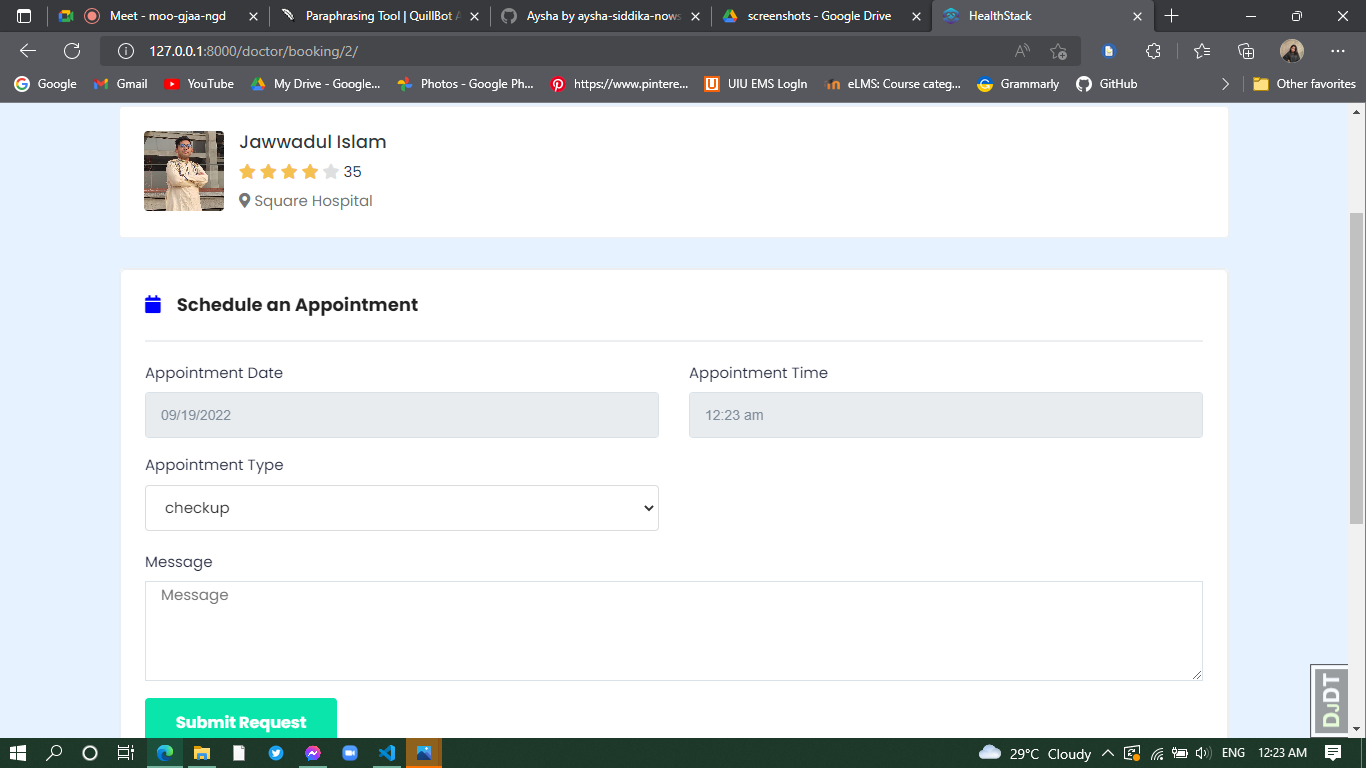 Meet - moo-gjaa-ngd
Paraphrasing Tool | QuillBot A
Aysha by aysha-siddika-nows
screenshots - Google Drive
HealthStack
127.0.0.1:8000/doctor/booking/2/
Google
Gmail
YouTube
My Drive - Google...
Photos - Google Ph...
https://www.pintere...
UIU EMS LogIn
eLMS: Course categ...
Grammarly
GitHub
Other favorites
Jawwadul Islam
35
Square Hospital
Schedule an Appointment
Appointment Date
Appointment Time
09/19/2022
12:23 am
Appointment Type
checkup
Message
Message
Submit Request
DjDT
29°C Cloudy
ENG
12:23 AM